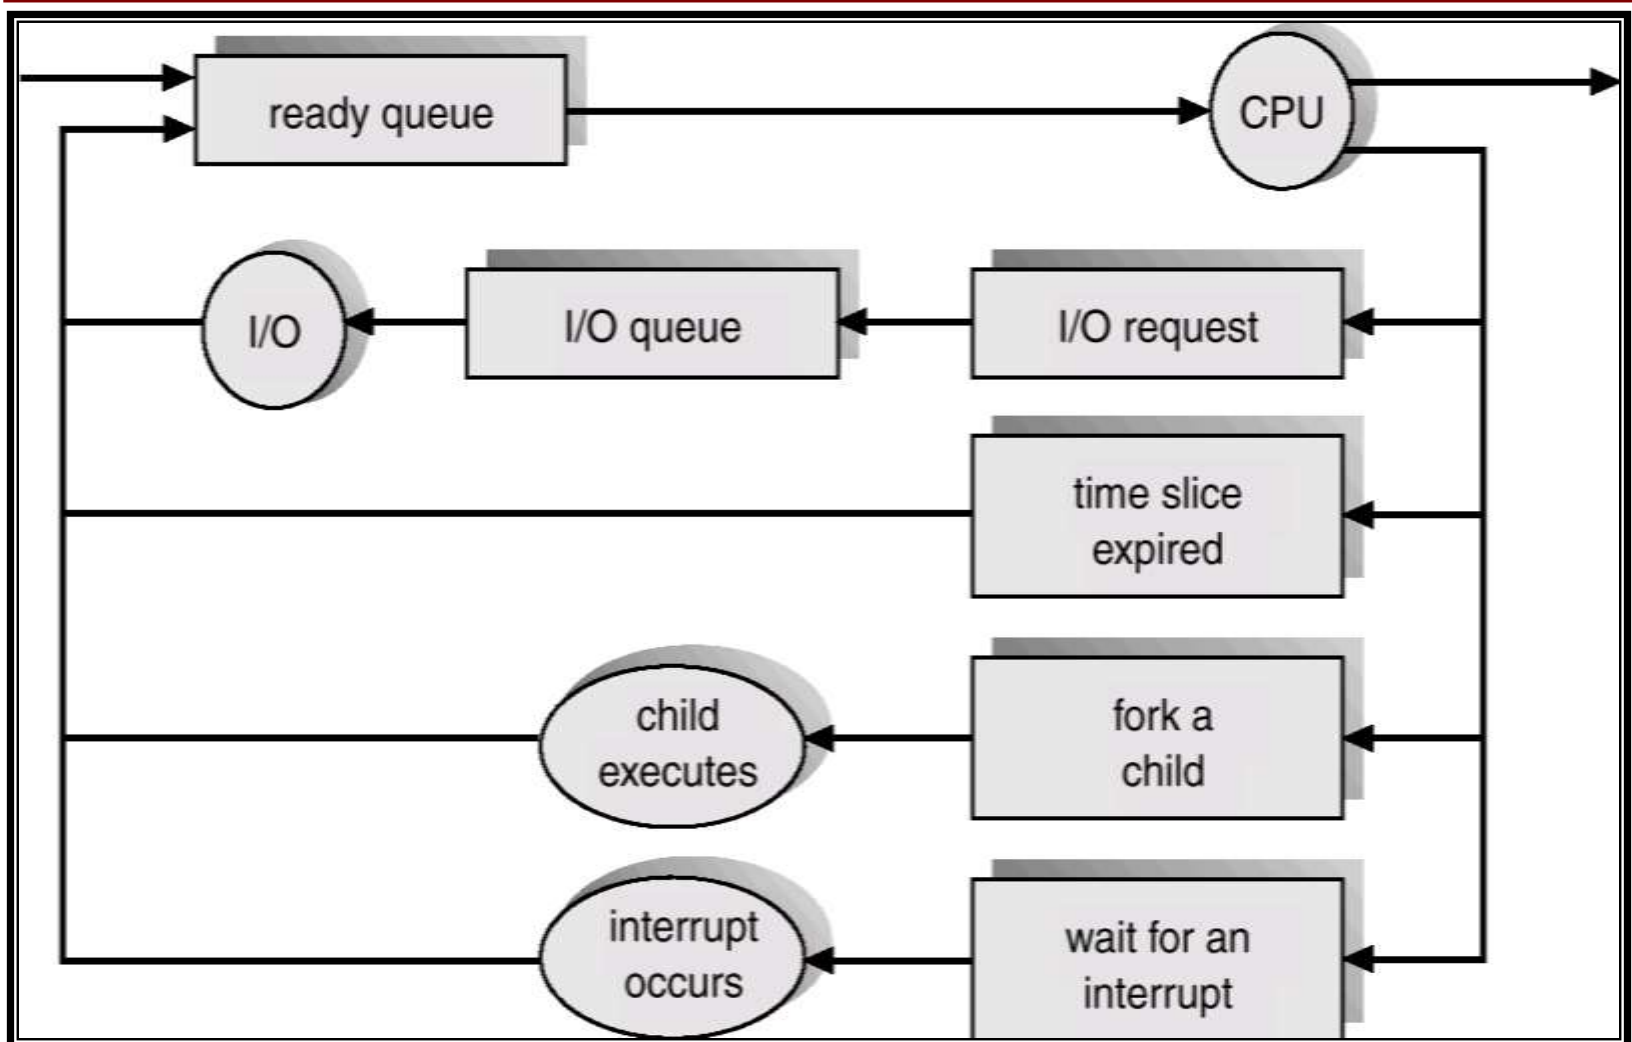 ready queue
CPU
I/O
I/O queue
I/O request
time slice
expired
child
executes
fork a
child
interrupt
occurs
wait for an
interrupt